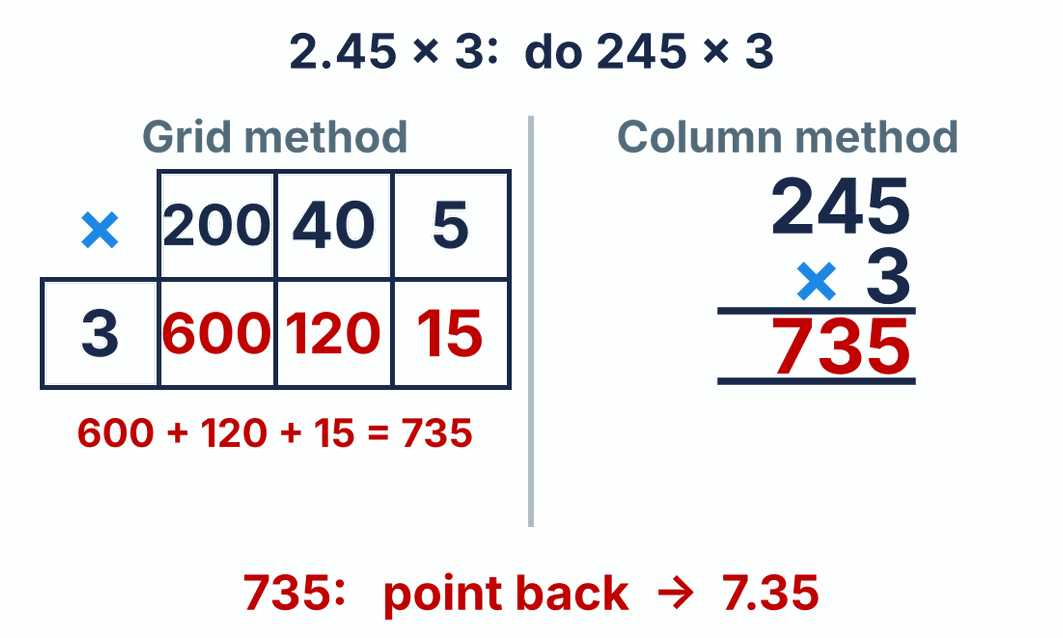 2.45 × 3: do 245 × 3
Grid method
× 200 40 5
3 600 120 15
600 + 120 + 15 = 735
Column method
245
× 3
735
735: point back → 7.35